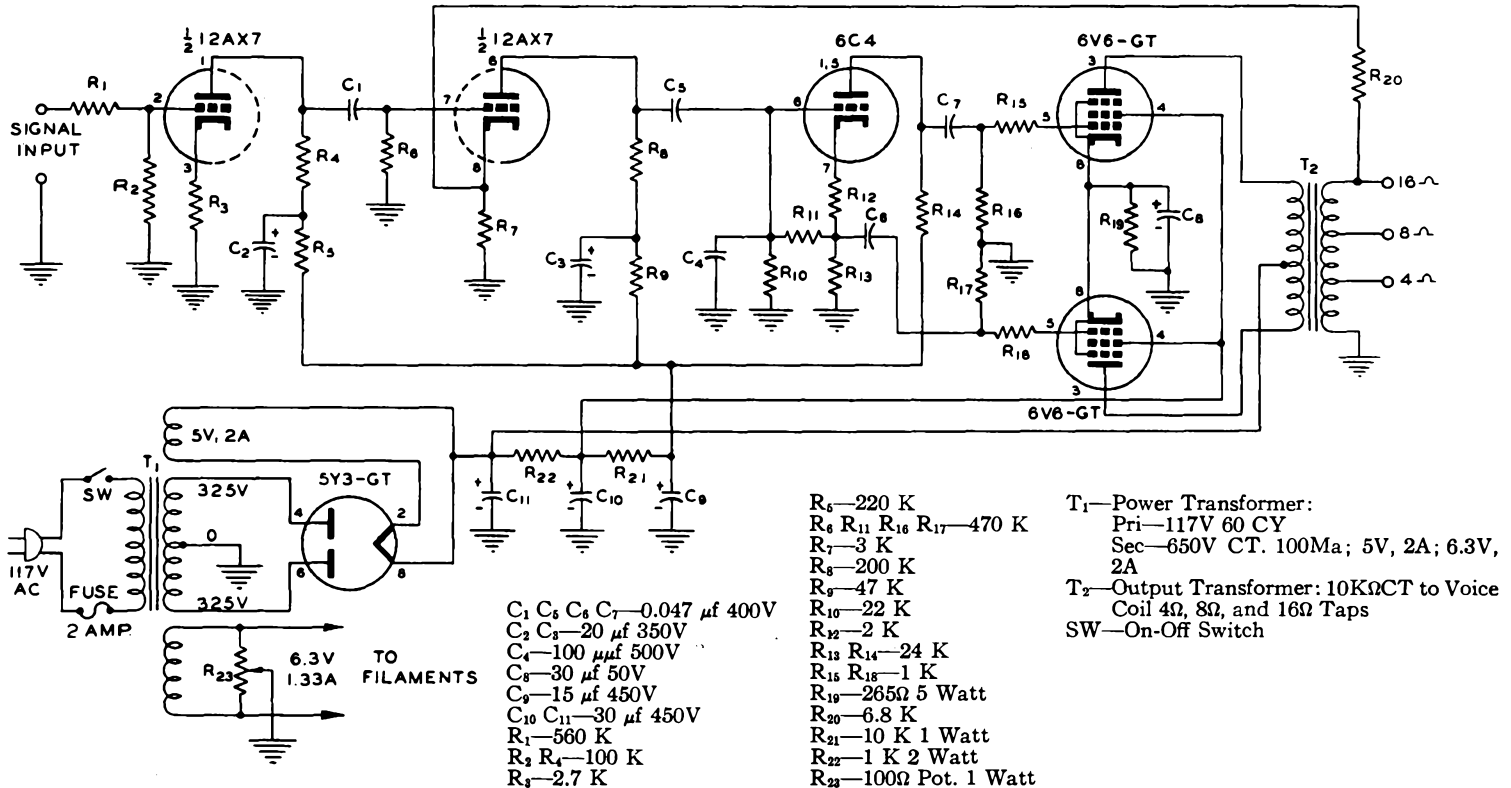 ½ 12AX7
½ 12AX7
6C4
6V6-GT
R₁
SIGNAL
INPUT
R₂
1
2
3
R₃
R₄
C₂
+
-
R₅
C₁
R₆
6
7
8
R₇
C₃
+
-
R₈
R₉
C₅
C₄
1,5
6
7
R₁₀
R₁₁
R₁₂
R₁₃
C₆
R₁₄
C₇
R₁₅
R₁₆
R₁₇
R₁₈
3
4
5
8
R₁₉
+
-
C₈
8
5
4
3
6V6-GT
T₂
R₂₀
16 Ω
8 Ω
4 Ω
5V, 2A
T₁
SW
117V
AC
FUSE
2 AMP.
325V
0
325V
5Y3-GT
4
2
6
8
R₂₃
6.3V
1.33A
TO
FILAMENTS
R₂₂
R₂₁
+
-
C₁₁
+
-
C₁₀
+
-
C₉
C₁ C₅ C₆ C₇—0.047 μf 400V
C₂ C₃—20 μf 350V
C₄—100 μμf 500V
C₈—30 μf 50V
C₉—15 μf 450V
C₁₀ C₁₁—30 μf 450V
R₁—560 K
R₂ R₄—100 K
R₃—2.7 K
R₅—220 K
R₆ R₁₁ R₁₆ R₁₇—470 K
R₇—3 K
R₈—200 K
R₉—47 K
R₁₀—22 K
R₁₂—2 K
R₁₃ R₁₄—24 K
R₁₅ R₁₈—1 K
R₁₉—265Ω 5 Watt
R₂₀—6.8 K
R₂₁—10 K 1 Watt
R₂₂—1 K 2 Watt
R₂₃—100Ω Pot. 1 Watt
T₁—Power Transformer:
Pri—117V 60 CY
Sec—650V CT. 100Ma; 5V, 2A; 6.3V,
2A
T₂—Output Transformer: 10KΩCT to Voice
Coil 4Ω, 8Ω, and 16Ω Taps
SW—On-Off Switch